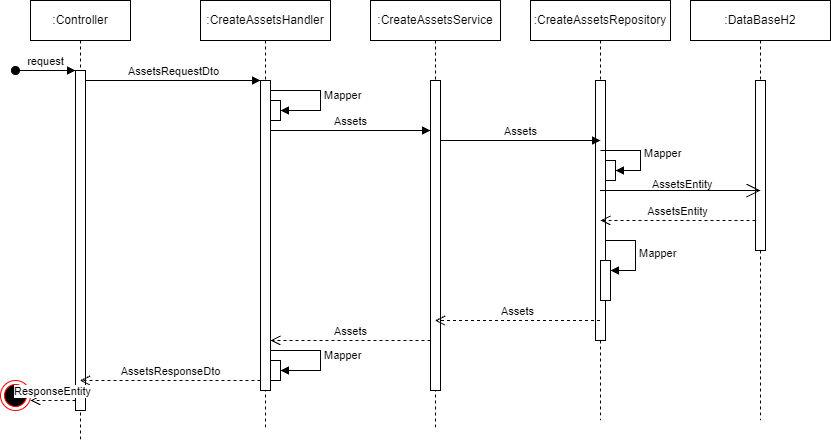 :Controller
:CreateAssetsHandler
:CreateAssetsService
:CreateAssetsRepository
:DataBaseH2
request
AssetsRequestDto
Mapper
Assets
Assets
Mapper
AssetsEntity
AssetsEntity
Mapper
Assets
Assets
Mapper
AssetsResponseDto
ResponseEntity